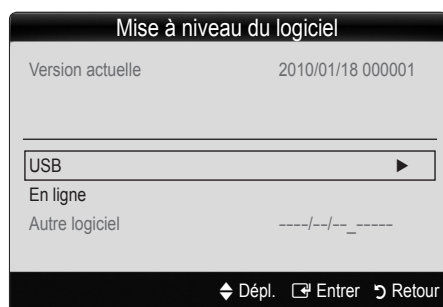 Mise à niveau du logiciel
Version actuelle 2010/01/18 000001
USB ►
En ligne
Autre logiciel ----/--/--_-----
Dépl. Entrer Retour